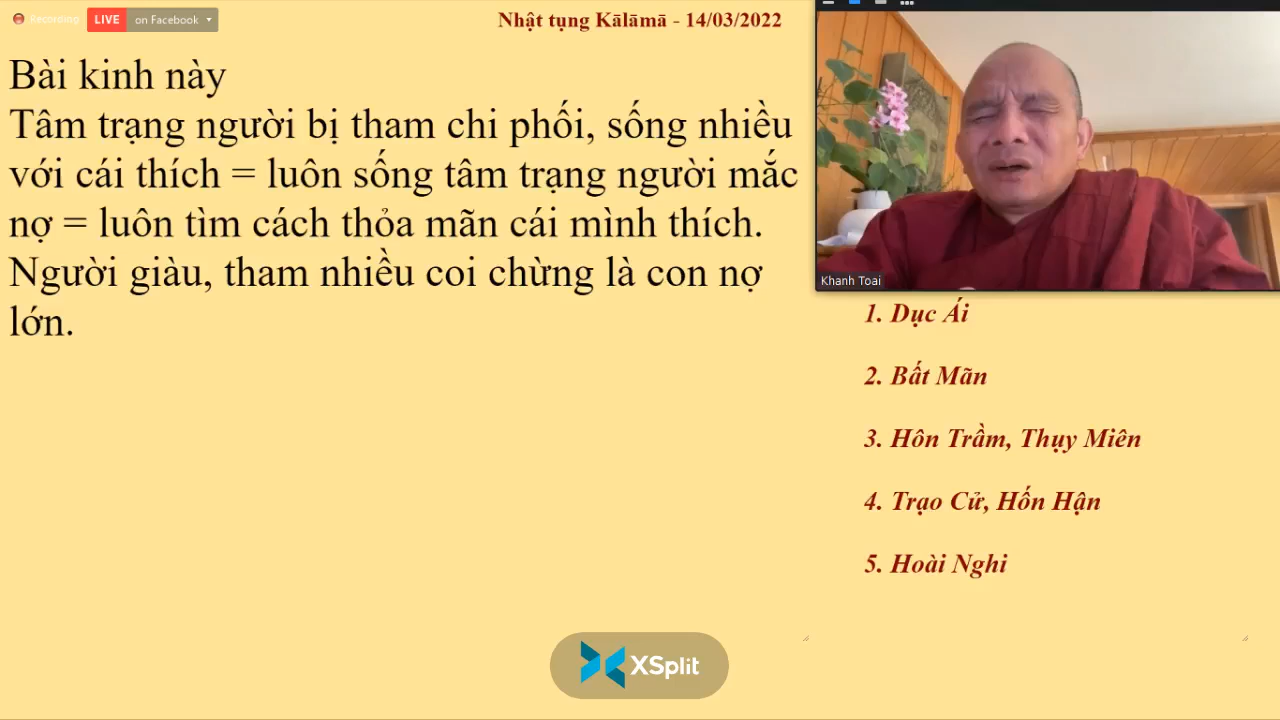 Recording
LIVE on Facebook
Nhật tụng Kālāmā - 14/03/2022
Bài kinh này
Tâm trạng người bị tham chi phối, sống nhiều
với cái thích = luôn sống tâm trạng người mắc
nợ = luôn tìm cách thỏa mãn cái mình thích.
Người giàu, tham nhiều coi chừng là con nợ
lớn.
Khanh Toai
1. Dục Ái
2. Bất Mãn
3. Hôn Trầm, Thụy Miên
4. Trạo Cử, Hốn Hận
5. Hoài Nghi
XSplit